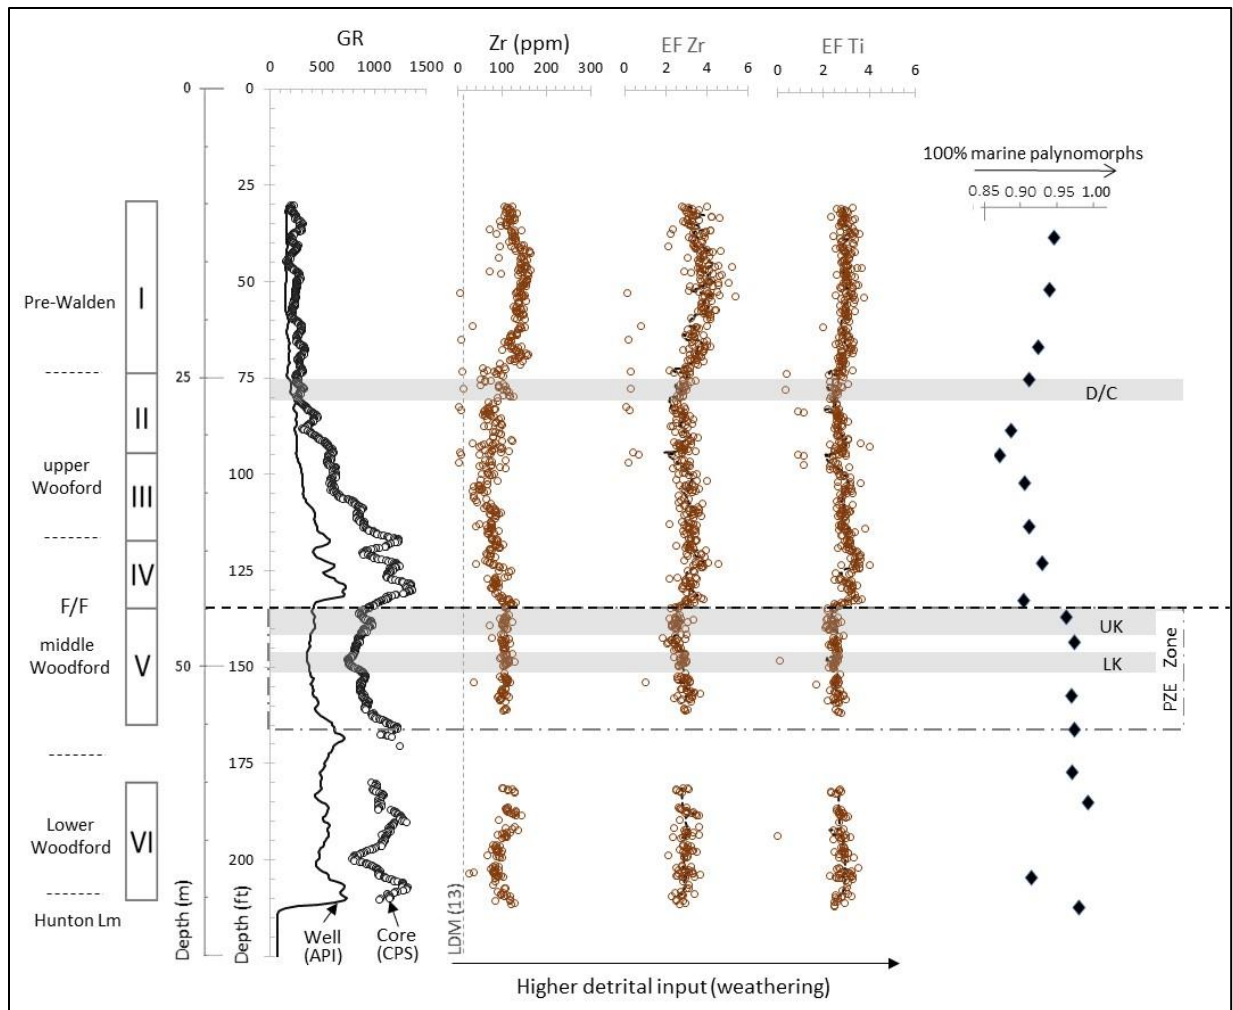 GR
Zr (ppm)
EF Zr
EF Ti
0 500 1000 1500
0 100 200 300
0 2 4 6
0 2 4 6
100% marine palynomorphs
0.85 0.90 0.95 1.00
0
25
50
Depth (m)
0
25
50
75
100
125
150
175
200
Depth (ft)
Pre-Walden
upper
Wooford
F/F
middle
Woodford
Lower
Woodford
Hunton Lm
I
II
III
IV
V
VI
D/C
UK
LK
PZE Zone
Well
(API)
Core
(CPS)
LDM (13)
Higher detrital input (weathering)